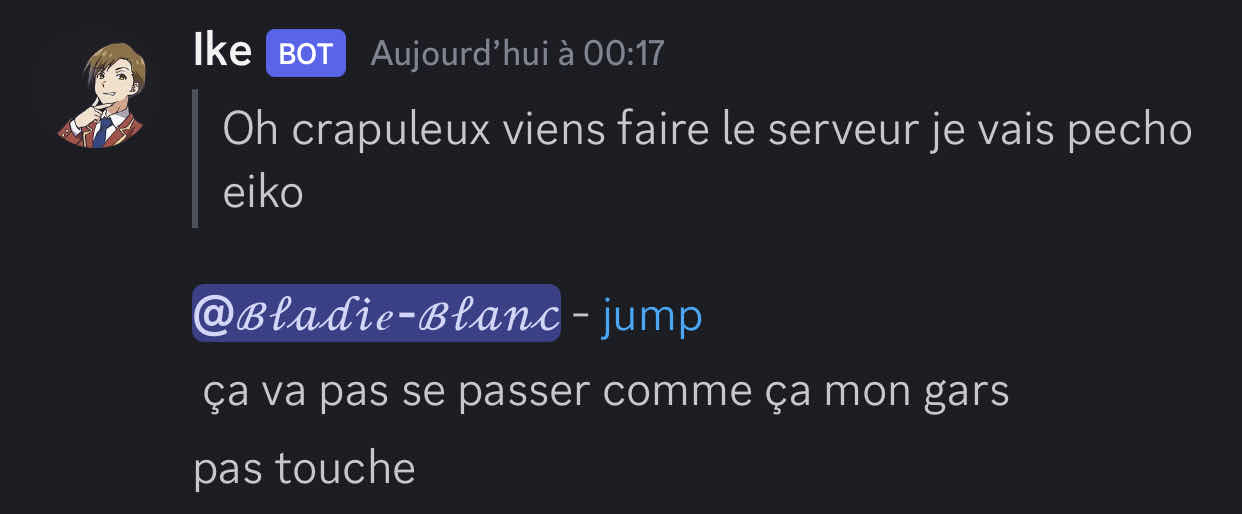 Ike BOT Aujourd’hui à 00:17
Oh crapuleux viens faire le serveur je vais pecho
eiko
@𝓑𝓵𝓪𝓭𝓲𝓮-𝓑𝓵𝓪𝓷𝓬 - jump
ça va pas se passer comme ça mon gars
pas touche